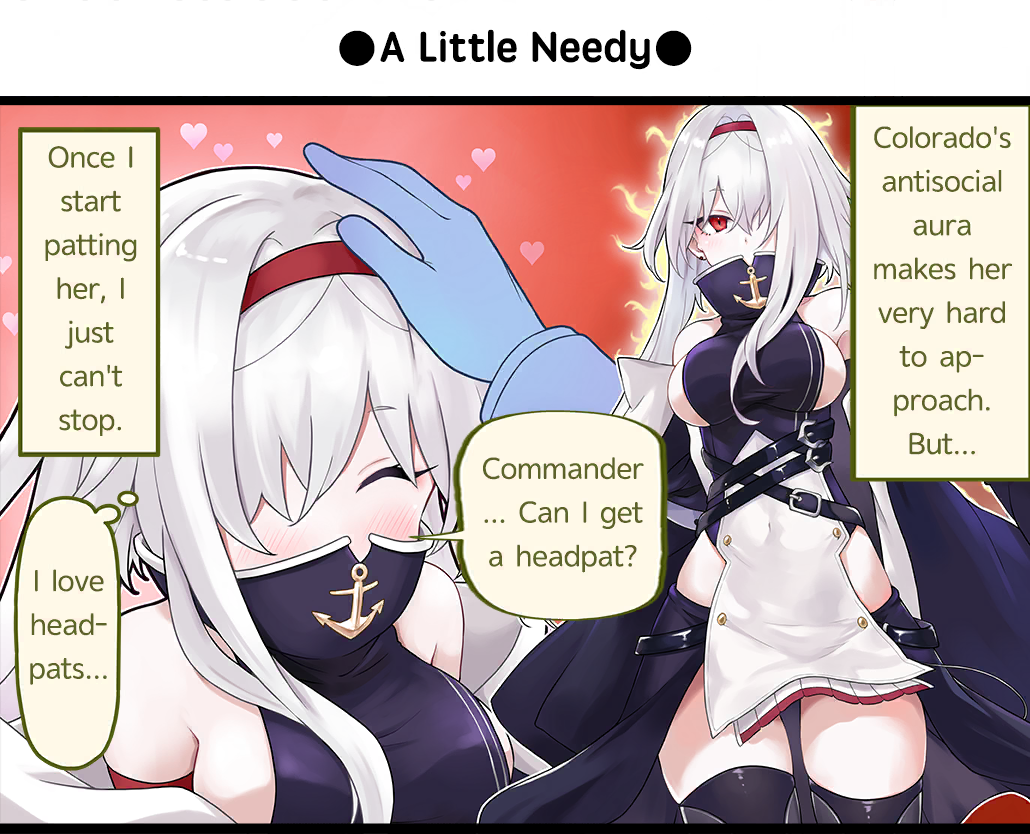 ●A Little Needy●
Colorado's
antisocial
aura
makes her
very hard
to ap-
proach.
But...
Commander
... Can I get
a headpat?
Once I
start
patting
her, I
just
can't
stop.
I love
head-
pats...